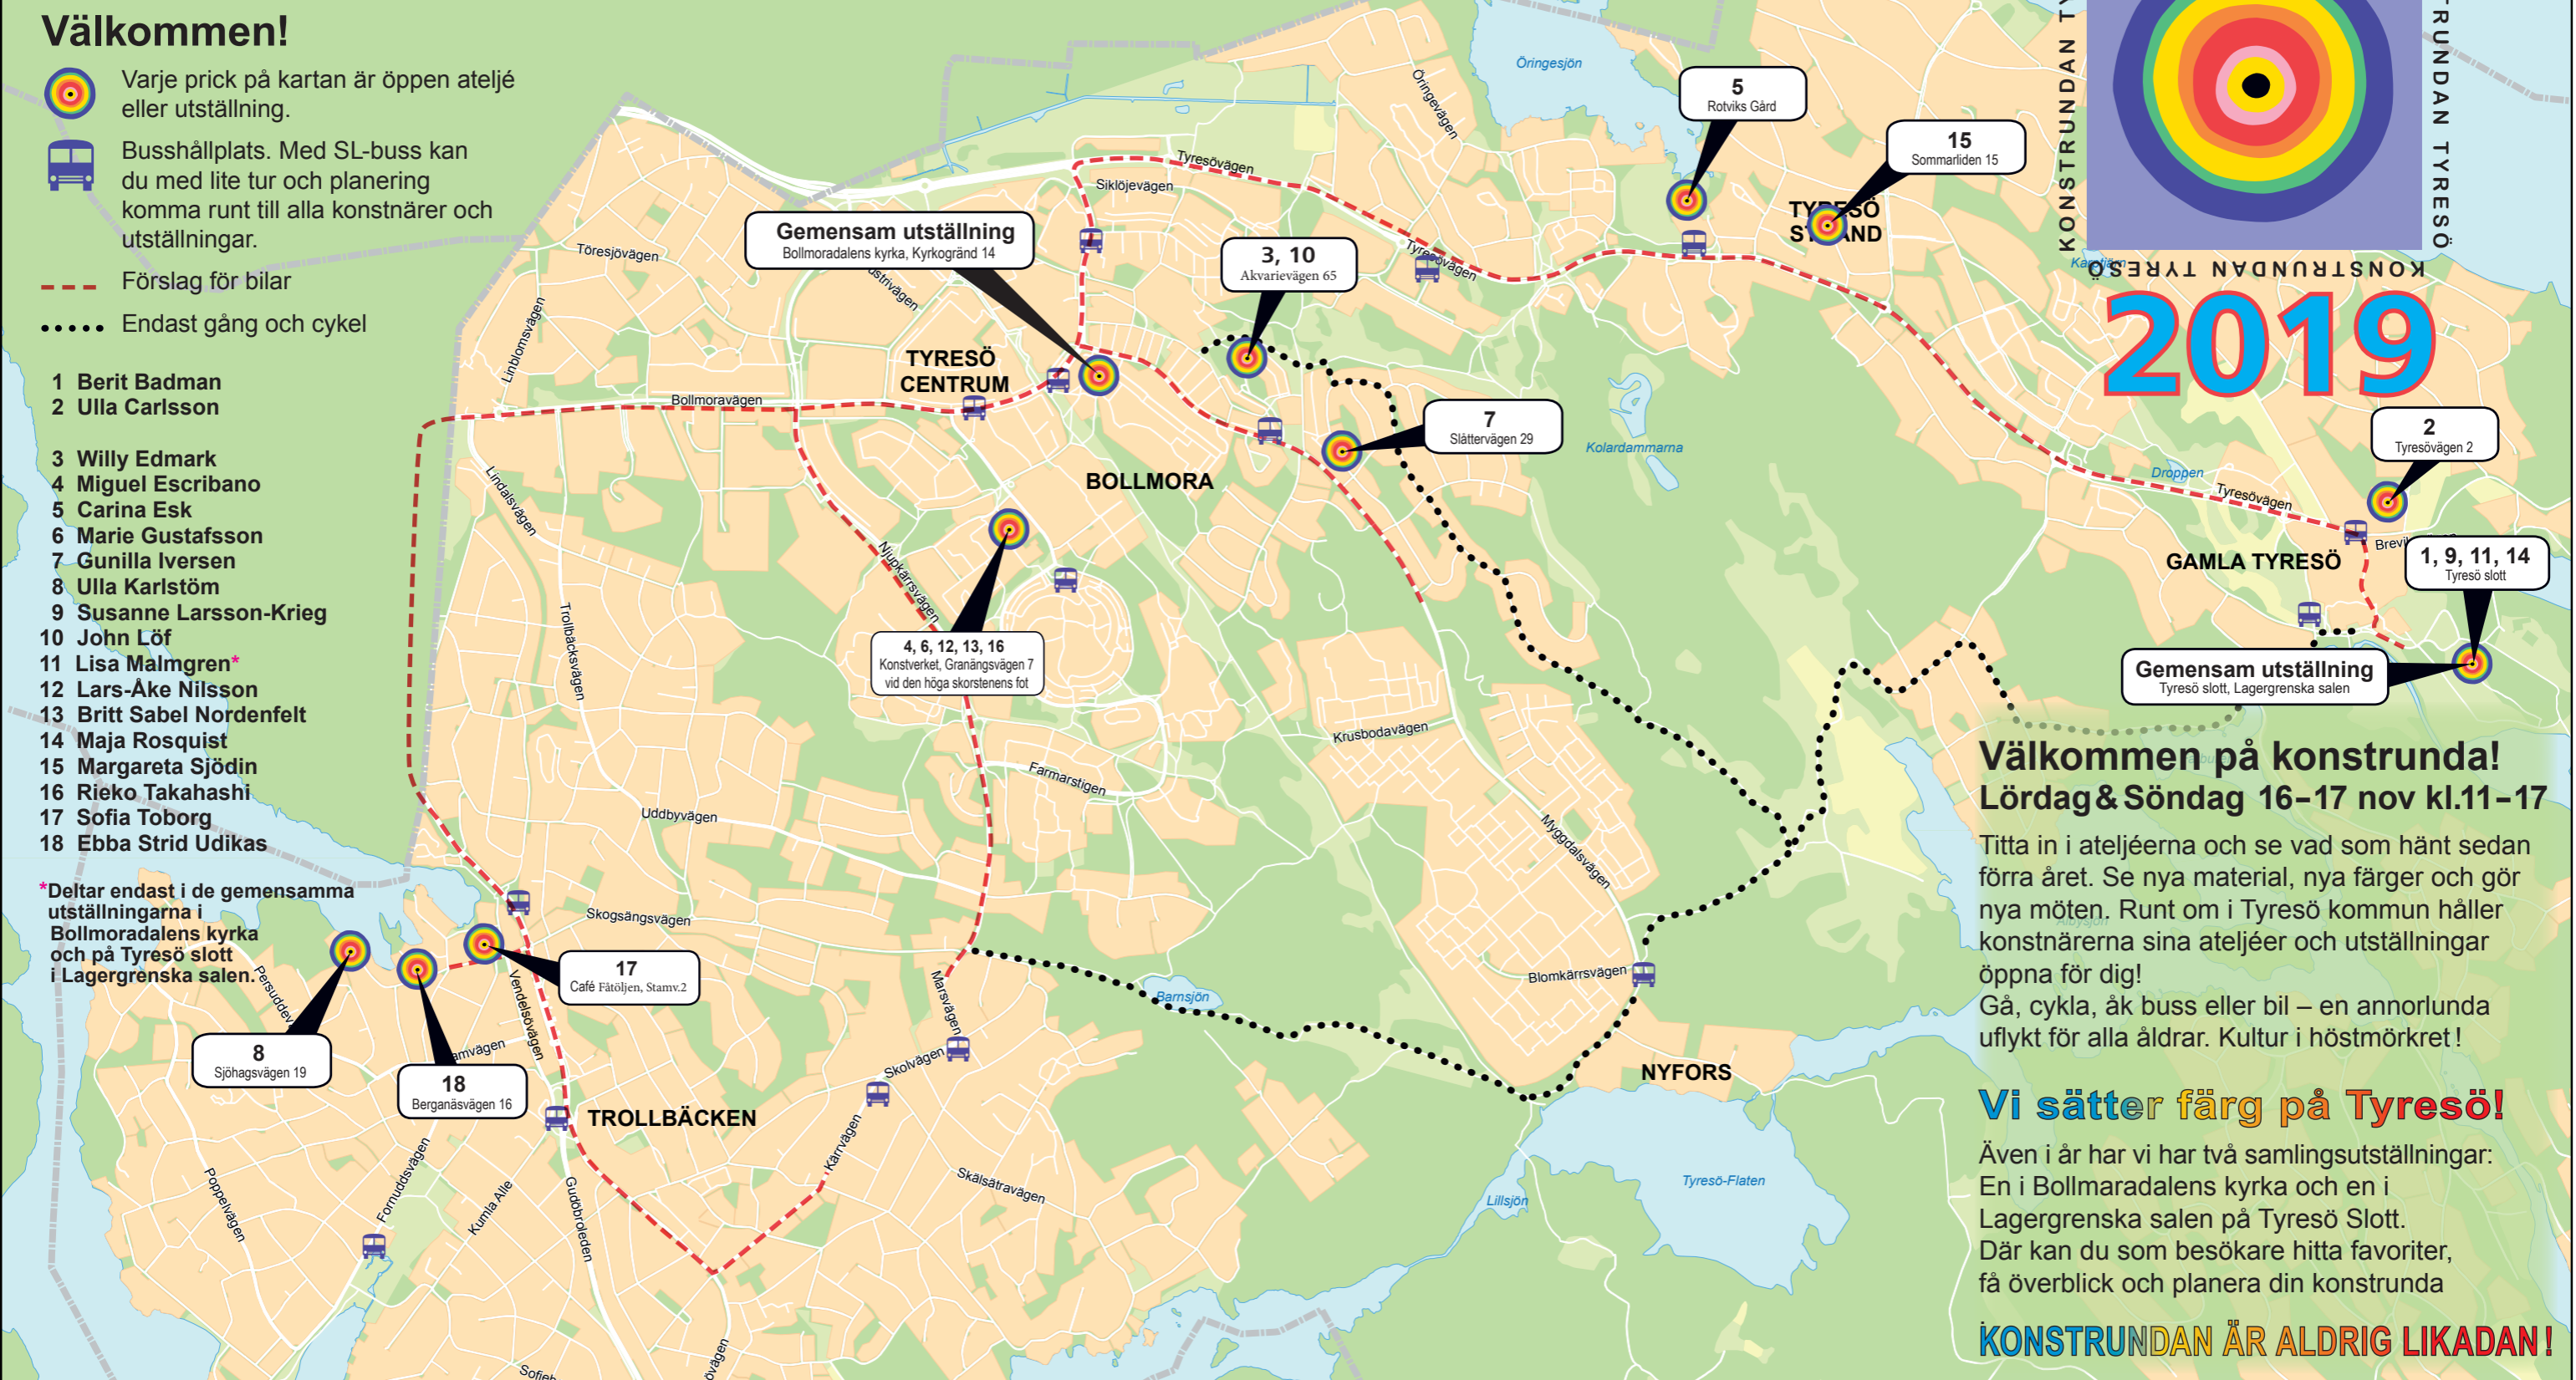 Välkommen!
Varje prick på kartan är öppen ateljé
eller utställning.
Busshållplats. Med SL-buss kan
du med lite tur och planering
komma runt till alla konstnärer och
utställningar.
Förslag för bilar
Endast gång och cykel
1 Berit Badman
2 Ulla Carlsson
3 Willy Edmark
4 Miguel Escribano
5 Carina Esk
6 Marie Gustafsson
7 Gunilla Iversen
8 Ulla Karlstöm
9 Susanne Larsson-Krieg
10 John Löf
11 Lisa Malmgren*
12 Lars-Åke Nilsson
13 Britt Sabel Nordenfelt
14 Maja Rosquist
15 Margareta Sjödin
16 Rieko Takahashi
17 Sofia Toborg
18 Ebba Strid Udikas
*Deltar endast i de gemensamma
utställningarna i
Bollmoradalens kyrka
och på Tyresö slott
i Lagergrenska salen.
Gemensam utställning
Bollmoradalens kyrka, Kyrkogränd 14
3, 10
Akvarievägen 65
5
Rotviks Gård
15
Sommarliden 15
7
Slåttervägen 29
2
Tyresövägen 2
1, 9, 11, 14
Tyresö slott
Gemensam utställning
Tyresö slott, Lagergrenska salen
4, 6, 12, 13, 16
Konstverket, Granängsvägen 7
vid den höga skorstenens fot
17
Café Fåtöljen, Stamv.2
8
Sjöhagsvägen 19
18
Berganäsvägen 16
TYRESÖ
CENTRUM
BOLLMORA
TYRESÖ
STRAND
GAMLA TYRESÖ
NYFORS
TROLLBÄCKEN
Öringesjön
Öringevägen
Tyresövägen
Siklöjevägen
Tyresövägen
Töresjövägen
Linblomsvägen
Bollmoravägen
Lindalsvägen
Njupkärrsvägen
Trollbäcksvägen
Kolardammarna
Droppen
Tyresövägen
Krusbodavägen
Farmarstigen
Uddbyvägen
Myggdalsvägen
Skogsängsvägen
Vendelsövägen
Marsvägen
Barnsjön
Blomkärrsvägen
Skolvägen
Kärrvägen
Skälsätravägen
Poppelvägen
Fornuddsvägen
Kumla Alle
Gudöbroleden
Lillsjön
Tyresö-Flaten
KONSTRUNDAN TYRESÖ
KONSTRUNDAN TYRESÖ
2019
Välkommen på konstrunda!
Lördag & Söndag 16–17 nov kl.11–17
Titta in i ateljéerna och se vad som hänt sedan
förra året. Se nya material, nya färger och gör
nya möten. Runt om i Tyresö kommun håller
konstnärerna sina ateljéer och utställningar
öppna för dig!
Gå, cykla, åk buss eller bil – en annorlunda
uflykt för alla åldrar. Kultur i höstmörkret!
Vi sätter färg på Tyresö!
Även i år har vi har två samlingsutställningar:
En i Bollmaradalens kyrka och en i
Lagergrenska salen på Tyresö Slott.
Där kan du som besökare hitta favoriter,
få överblick och planera din konstrunda
KONSTRUNDAN ÄR ALDRIG LIKADAN!